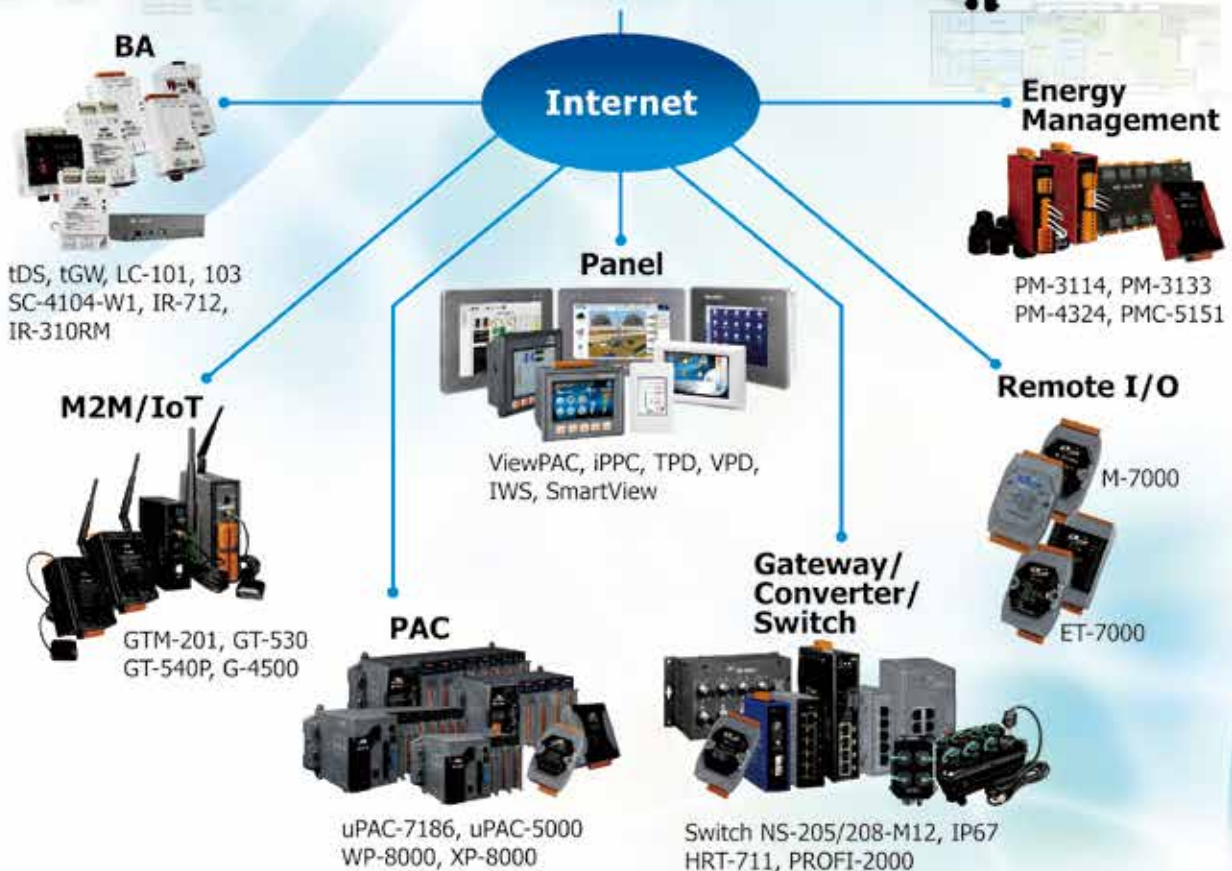 BA
Internet
Energy
Management
tDS, tGW, LC-101, 103
SC-4104-W1, IR-712,
IR-310RM
Panel
PM-3114, PM-3133
PM-4324, PMC-5151
M2M/IoT
Remote I/O
ViewPAC, iPPC, TPD, VPD,
IWS, SmartView
M-7000
GTM-201, GT-530
GT-540P, G-4500
PAC
Gateway/
Converter/
Switch
ET-7000
uPAC-7186, uPAC-5000
WP-8000, XP-8000
Switch NS-205/208-M12, IP67
HRT-711, PROFI-2000